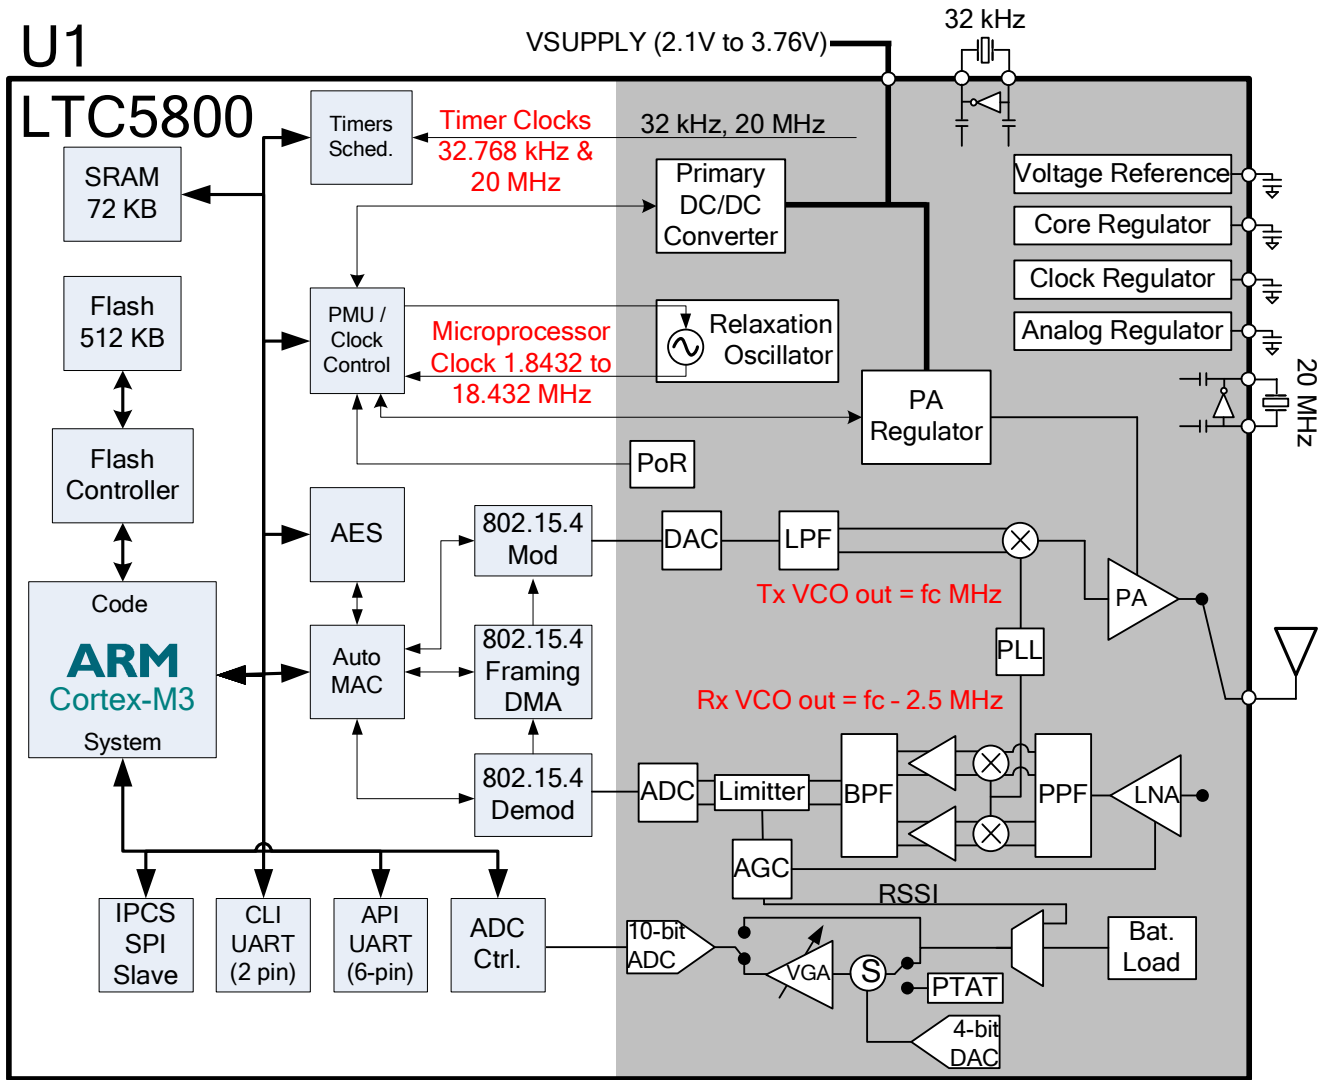 U1
VSUPPLY (2.1V to 3.76V)
32 kHz
LTC5800
Timers
Sched.
Timer Clocks
32.768 kHz &
20 MHz
32 kHz, 20 MHz
SRAM
72 KB
Primary
DC/DC
Converter
Voltage Reference
Core Regulator
Clock Regulator
Analog Regulator
Flash
512 KB
PMU /
Clock
Control
Microprocessor
Clock 1.8432 to
18.432 MHz
Relaxation
Oscillator
20 MHz
PA
Regulator
Flash
Controller
PoR
AES
802.15.4
Mod
DAC
LPF
Tx VCO out = fc MHz
PA
Code
ARM
Cortex-M3
System
Auto
MAC
802.15.4
Framing
DMA
PLL
Rx VCO out = fc - 2.5 MHz
802.15.4
Demod
ADC
Limitter
BPF
PPF
LNA
AGC
RSSI
IPCS
SPI
Slave
CLI
UART
(2 pin)
API
UART
(6-pin)
ADC
Ctrl.
10-bit
ADC
VGA
S
PTAT
Bat.
Load
4-bit
DAC